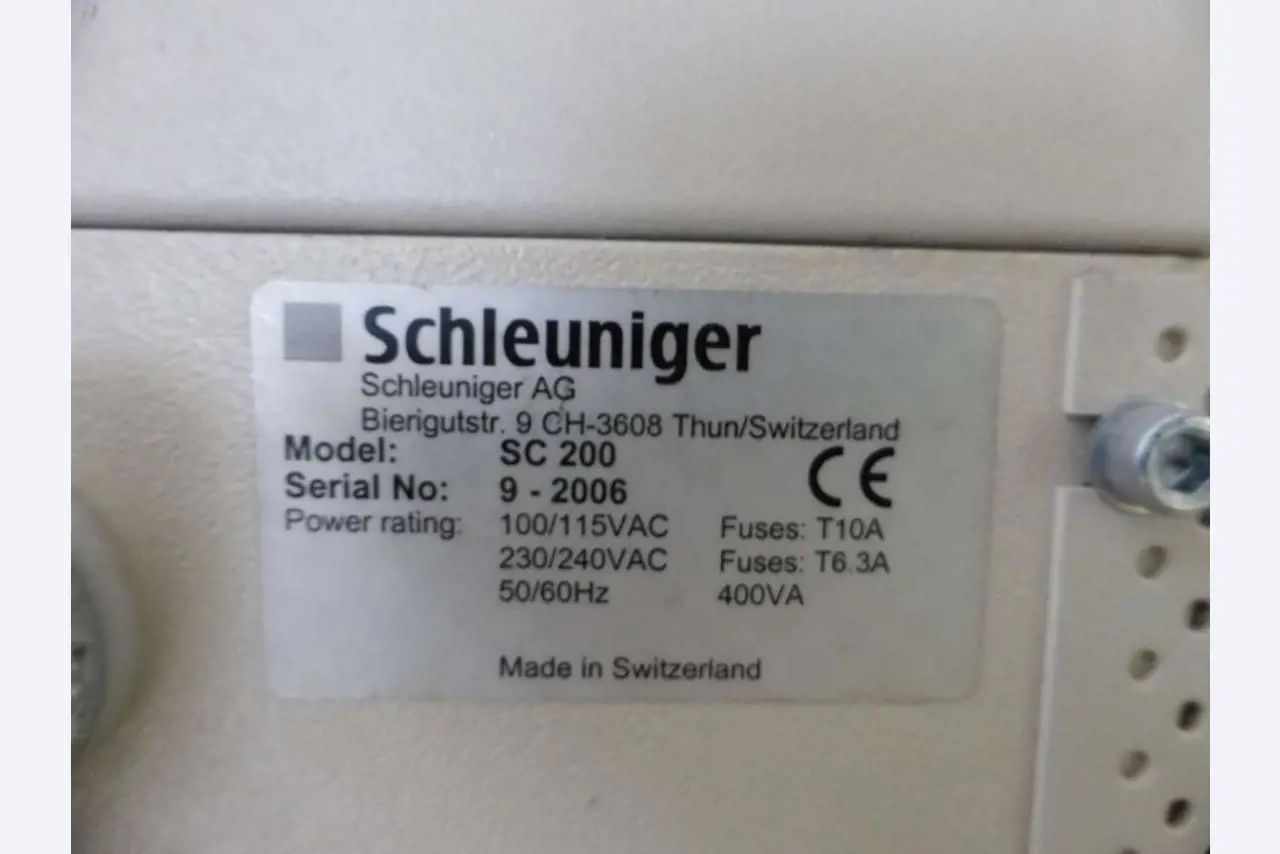 Schleuniger
Schleuniger AG
Bierigutstr. 9 CH-3608 Thun/Switzerland
Model: SC 200
CE
Serial No: 9 - 2006
Power rating: 100/115VAC Fuses: T10A
230/240VAC Fuses: T6.3A
50/60Hz 400VA
Made in Switzerland